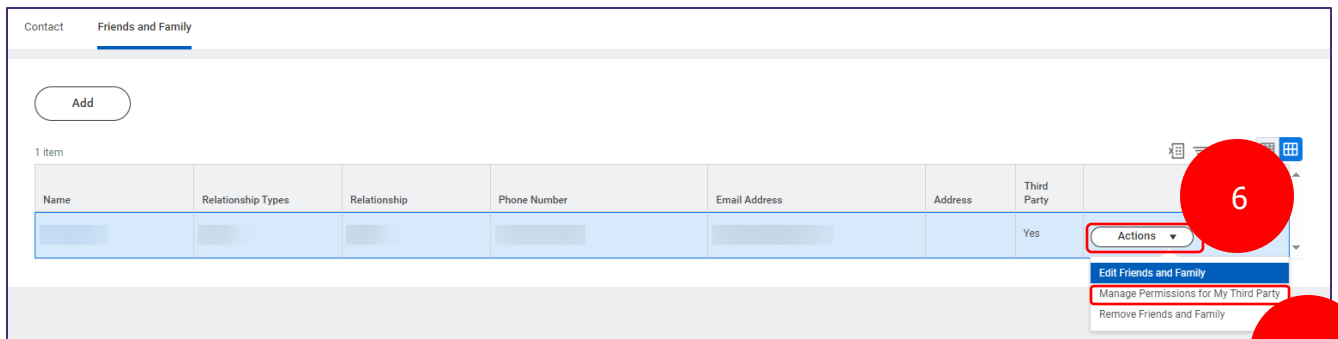 Contact Friends and Family
Add
1 item
Name Relationship Types Relationship Phone Number Email Address Address Third Party
6
Yes Actions
Edit Friends and Family
Manage Permissions for My Third Party
Remove Friends and Family